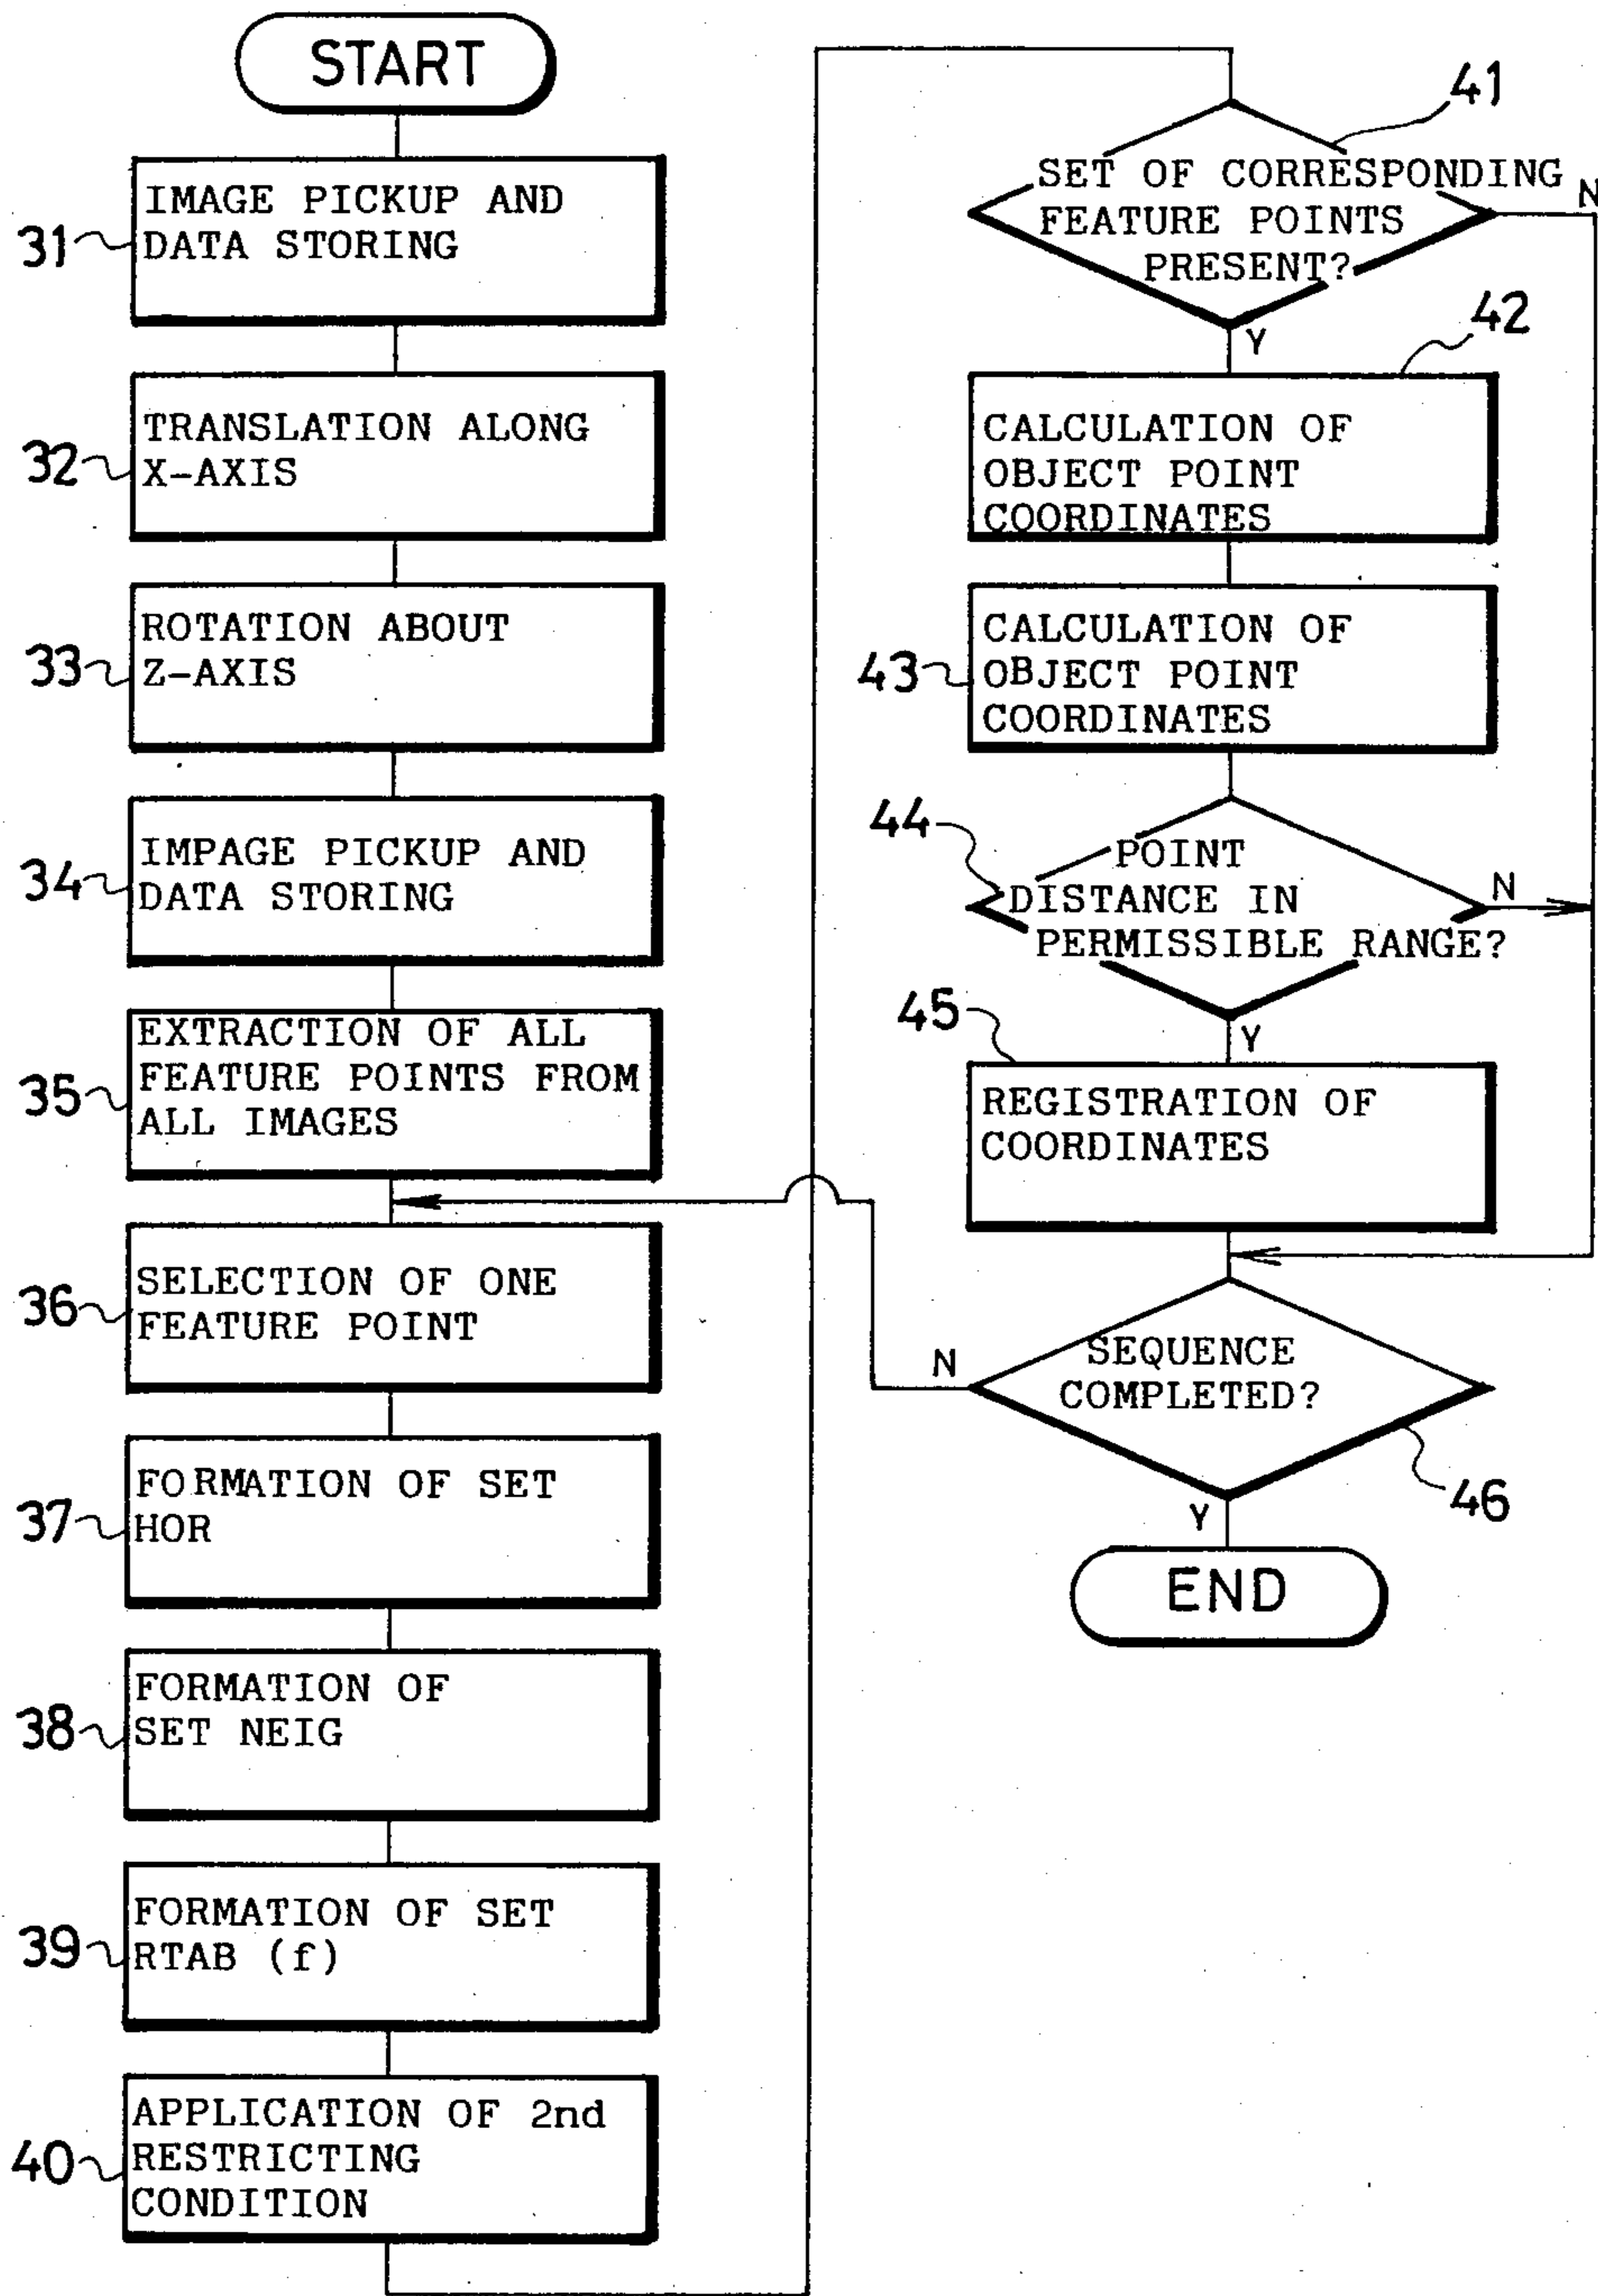 START
31
IMAGE PICKUP AND
DATA STORING
32
TRANSLATION ALONG
X-AXIS
33
ROTATION ABOUT
Z-AXIS
34
IMPAGE PICKUP AND
DATA STORING
35
EXTRACTION OF ALL
FEATURE POINTS FROM
ALL IMAGES
36
SELECTION OF ONE
FEATURE POINT
37
FORMATION OF SET
HOR
38
FORMATION OF
SET NEIG
39
FORMATION OF SET
RTAB (f)
40
APPLICATION OF 2nd
RESTRICTING
CONDITION
41
SET OF CORRESPONDING
FEATURE POINTS
PRESENT?
N
Y
42
CALCULATION OF
OBJECT POINT
COORDINATES
43
CALCULATION OF
OBJECT POINT
COORDINATES
44
POINT
DISTANCE IN
PERMISSIBLE RANGE?
N
Y
45
REGISTRATION OF
COORDINATES
SEQUENCE
COMPLETED?
N
46
Y
END